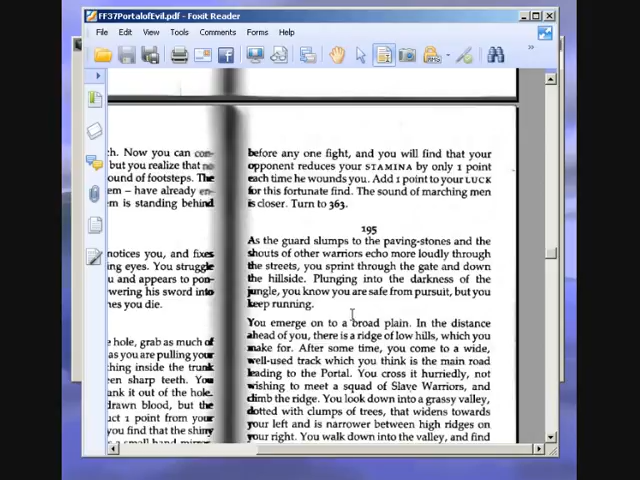 FF37PortalofEvil.pdf - Foxit Reader
File Edit View Tools Comments Forms Help
h. Now you can con-
but you realize that no
ound of footsteps. The
em – have already en-
m is standing behind
notices you, and fixes
ng eyes. You struggle
and appears to pon-
wering his sword into
nes you die.
e hole, grab as much of
as you are pulling your
thing inside the trunk
een sharp teeth. You
ank it out of the hole.
drawn blood, but the
uct 1 point from your
you find that the shiny
a small hand mirror
before any one fight, and you will find that your
opponent reduces your STAMINA by only 1 point
each time he wounds you. Add 1 point to your LUCK
for this fortunate find. The sound of marching men
is closer. Turn to 363.
195
As the guard slumps to the paving-stones and the
shouts of other warriors echo more loudly through
the streets, you sprint through the gate and down
the hillside. Plunging into the darkness of the
jungle, you know you are safe from pursuit, but you
keep running.
You emerge on to a broad plain. In the distance
ahead of you, there is a ridge of low hills, which you
make for. After some time, you come to a wide,
well-used track which you think is the main road
leading to the Portal. You cross it hurriedly, not
wishing to meet a squad of Slave Warriors, and
climb the ridge. You look down into a grassy valley,
dotted with clumps of trees, that widens towards
your left and is narrower between high ridges on
your right. You walk down into the valley, and find